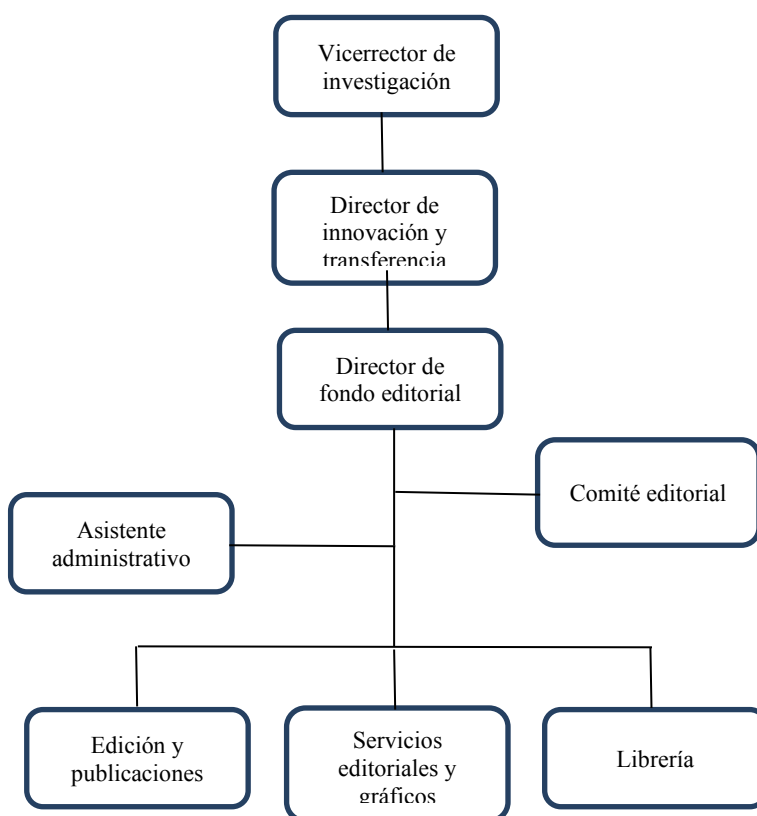 Vicerrector de
investigación
Director de
innovación y
transferencia
Director de
fondo editorial
Comité editorial
Asistente
administrativo
Edición y
publicaciones
Servicios
editoriales y
gráficos
Librería